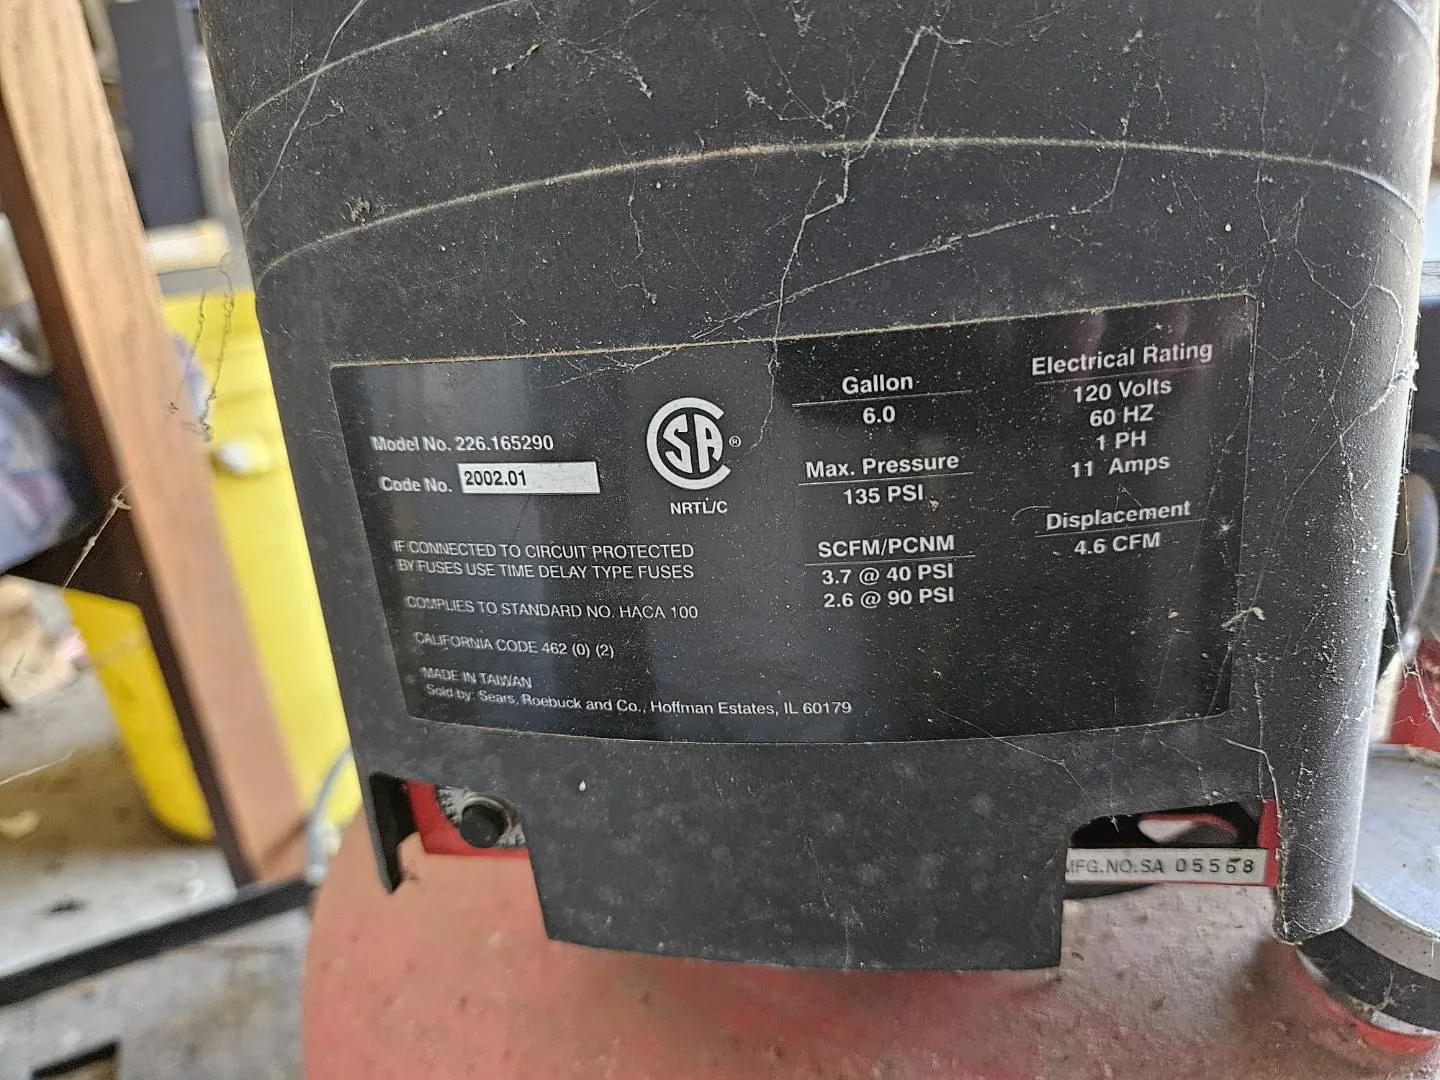 Model No. 226.165290
Code No. 2002.01
SA ®
NRTL/C
IF CONNECTED TO CIRCUIT PROTECTED
BY FUSES USE TIME DELAY TYPE FUSES
COMPLIES TO STANDARD NO. HACA 100
CALIFORNIA CODE 462 (0) (2)
MADE IN TAIWAN
Sold by: Sears, Roebuck and Co., Hoffman Estates, IL 60179
Gallon
6.0
Max. Pressure
135 PSI
SCFM/PCNM
3.7 @ 40 PSI
2.6 @ 90 PSI
Electrical Rating
120 Volts
60 HZ
1 PH
11 Amps
Displacement
4.6 CFM
MFG.NO.SA 05568